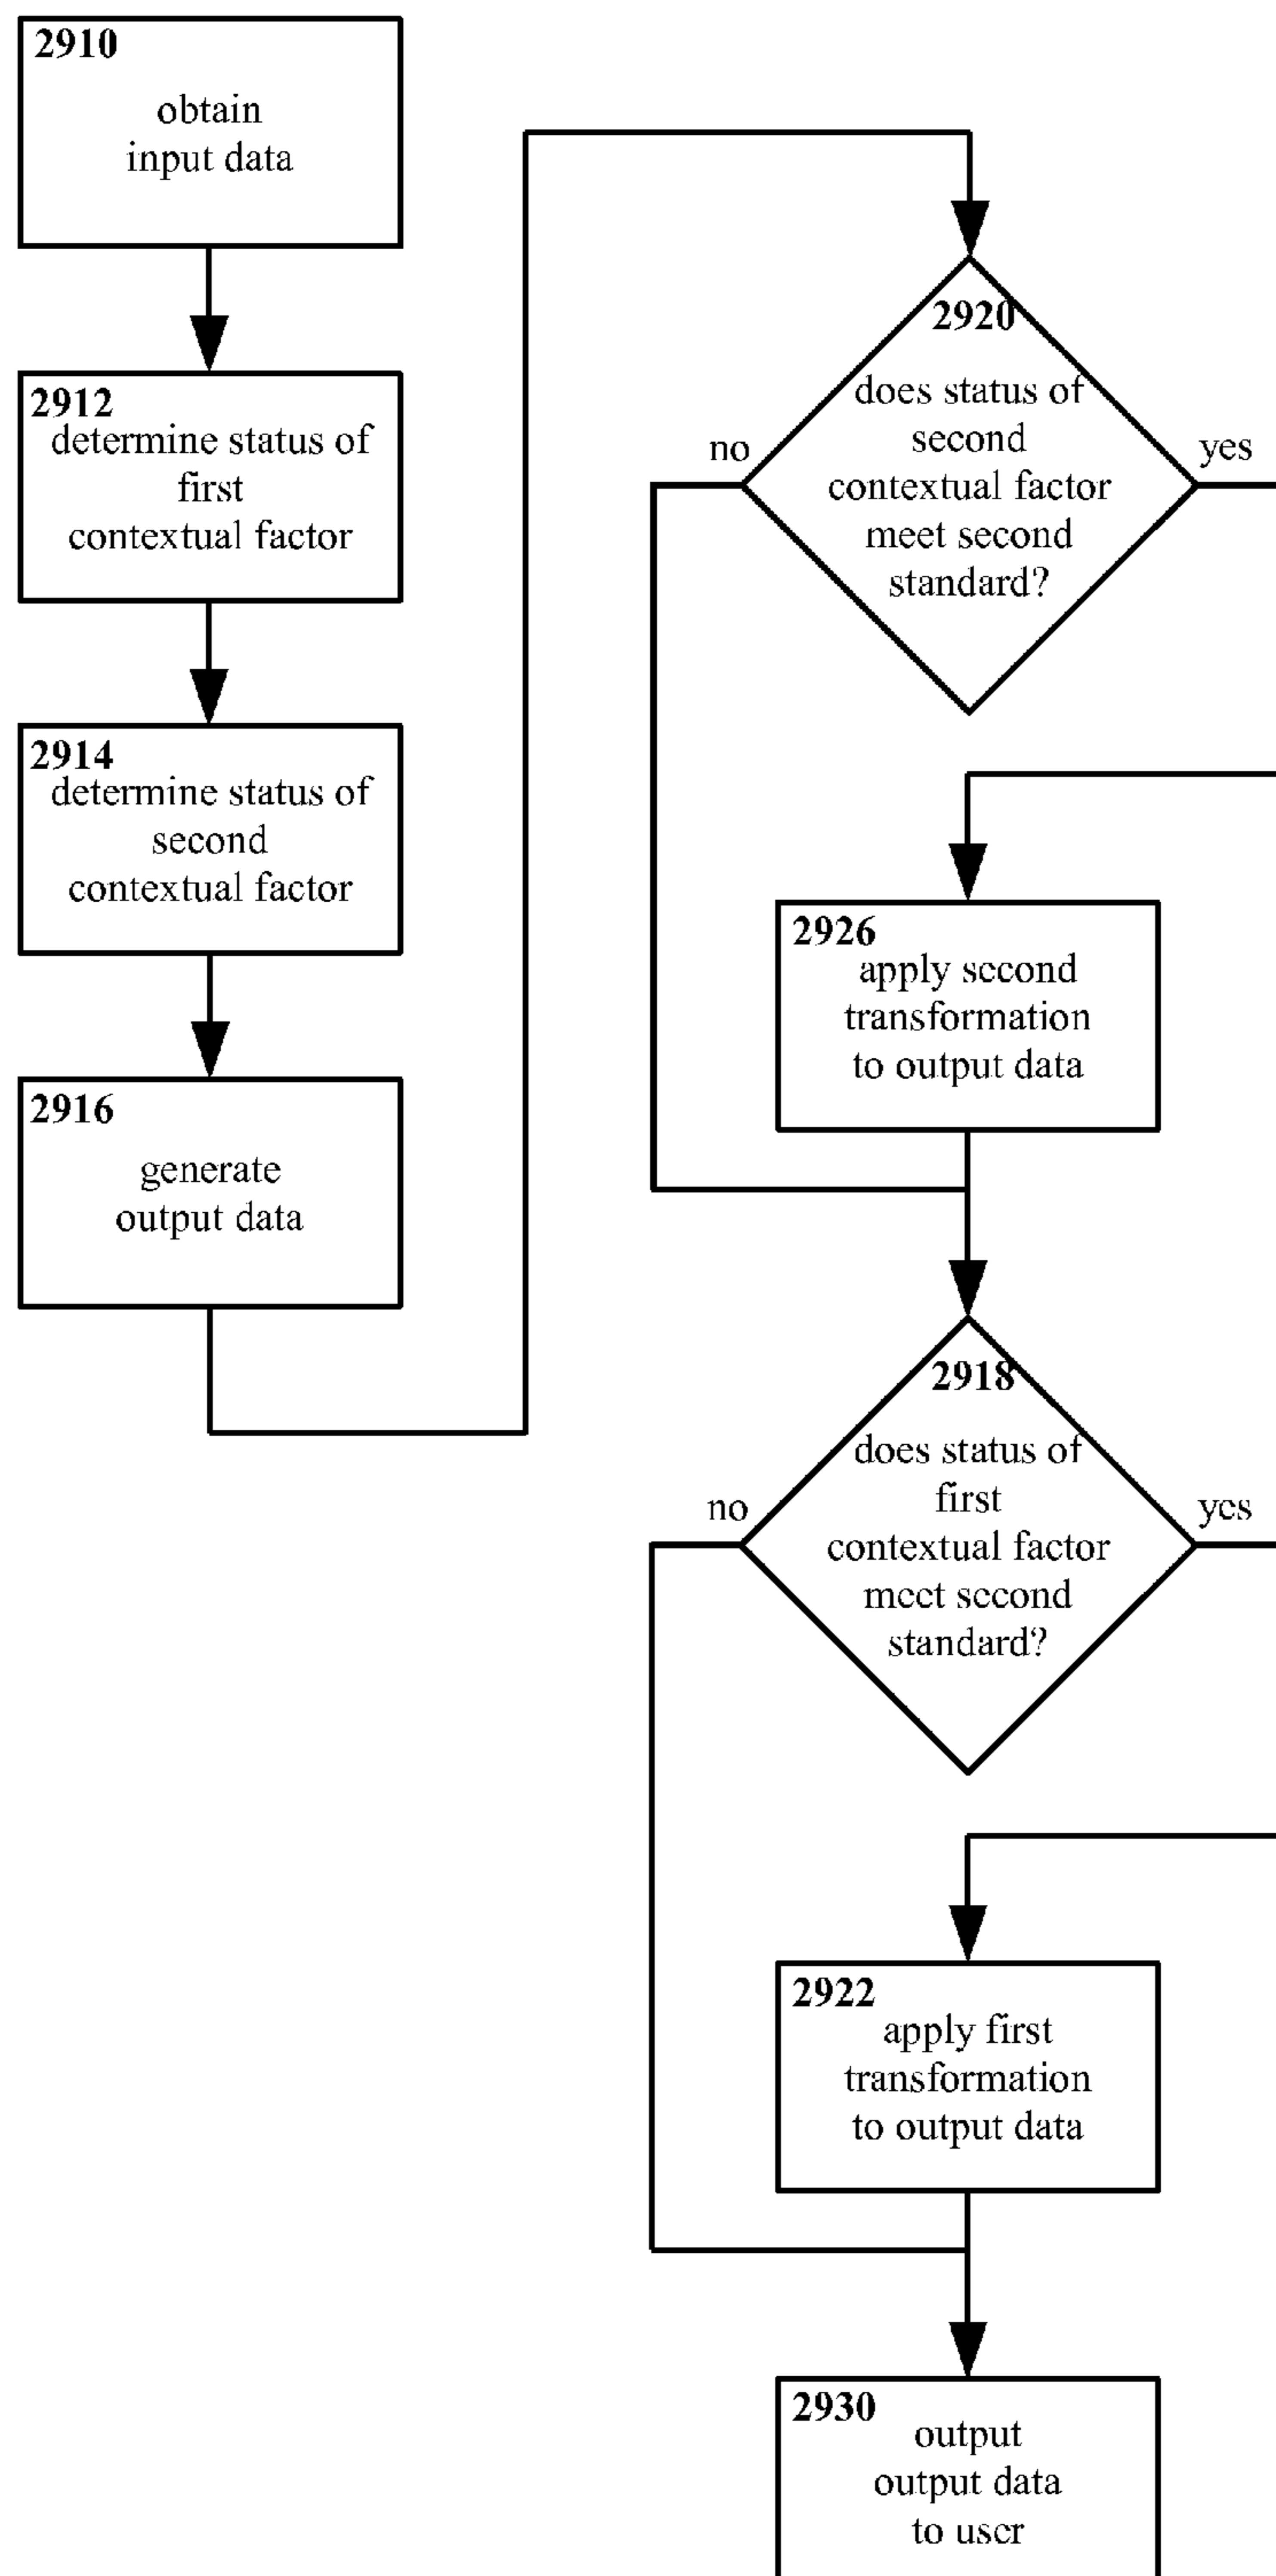 2910
obtain
input data
2912
determine status of
first
contextual factor
2914
determine status of
second
contextual factor
2916
generate
output data
2920
does status of
second
contextual factor
meet second
standard?
no
yes
2926
apply second
transformation
to output data
2918
does status of
first
contextual factor
meet second
standard?
no
yes
2922
apply first
transformation
to output data
2930
output
output data
to user